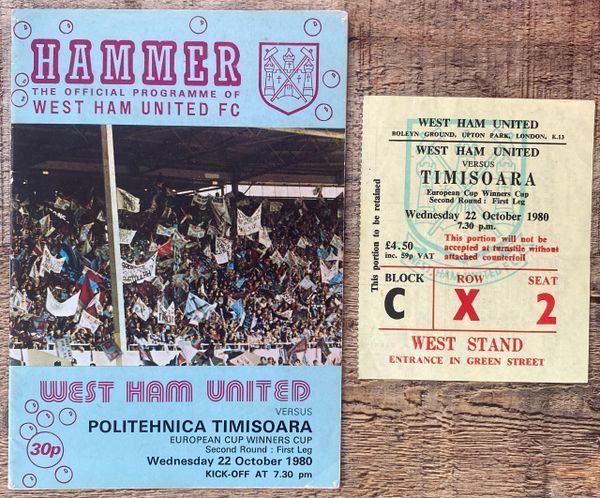 HAMMER
THE OFFICIAL PROGRAMME OF
WEST HAM UNITED FC
WEST HAM UNITED
VERSUS
POLITEHNICA TIMISOARA
EUROPEAN CUP WINNERS CUP
Second Round : First Leg
Wednesday 22 October 1980
KICK-OFF AT 7.30 pm
30p
WEST HAM UNITED
BOLEYN GROUND, UPTON PARK, LONDON, E.13
WEST HAM UNITED
VERSUS
TIMISOARA
European Cup Winners Cup
Second Round : First Leg
Wednesday 22 October 1980
7.30 p.m.
£4.50
inc. 59p VAT
This portion will not be
accepted at turnstile without
attached counterfoil
This portion to be retained
BLOCK
C
ROW
X
SEAT
2
WEST STAND
ENTRANCE IN GREEN STREET